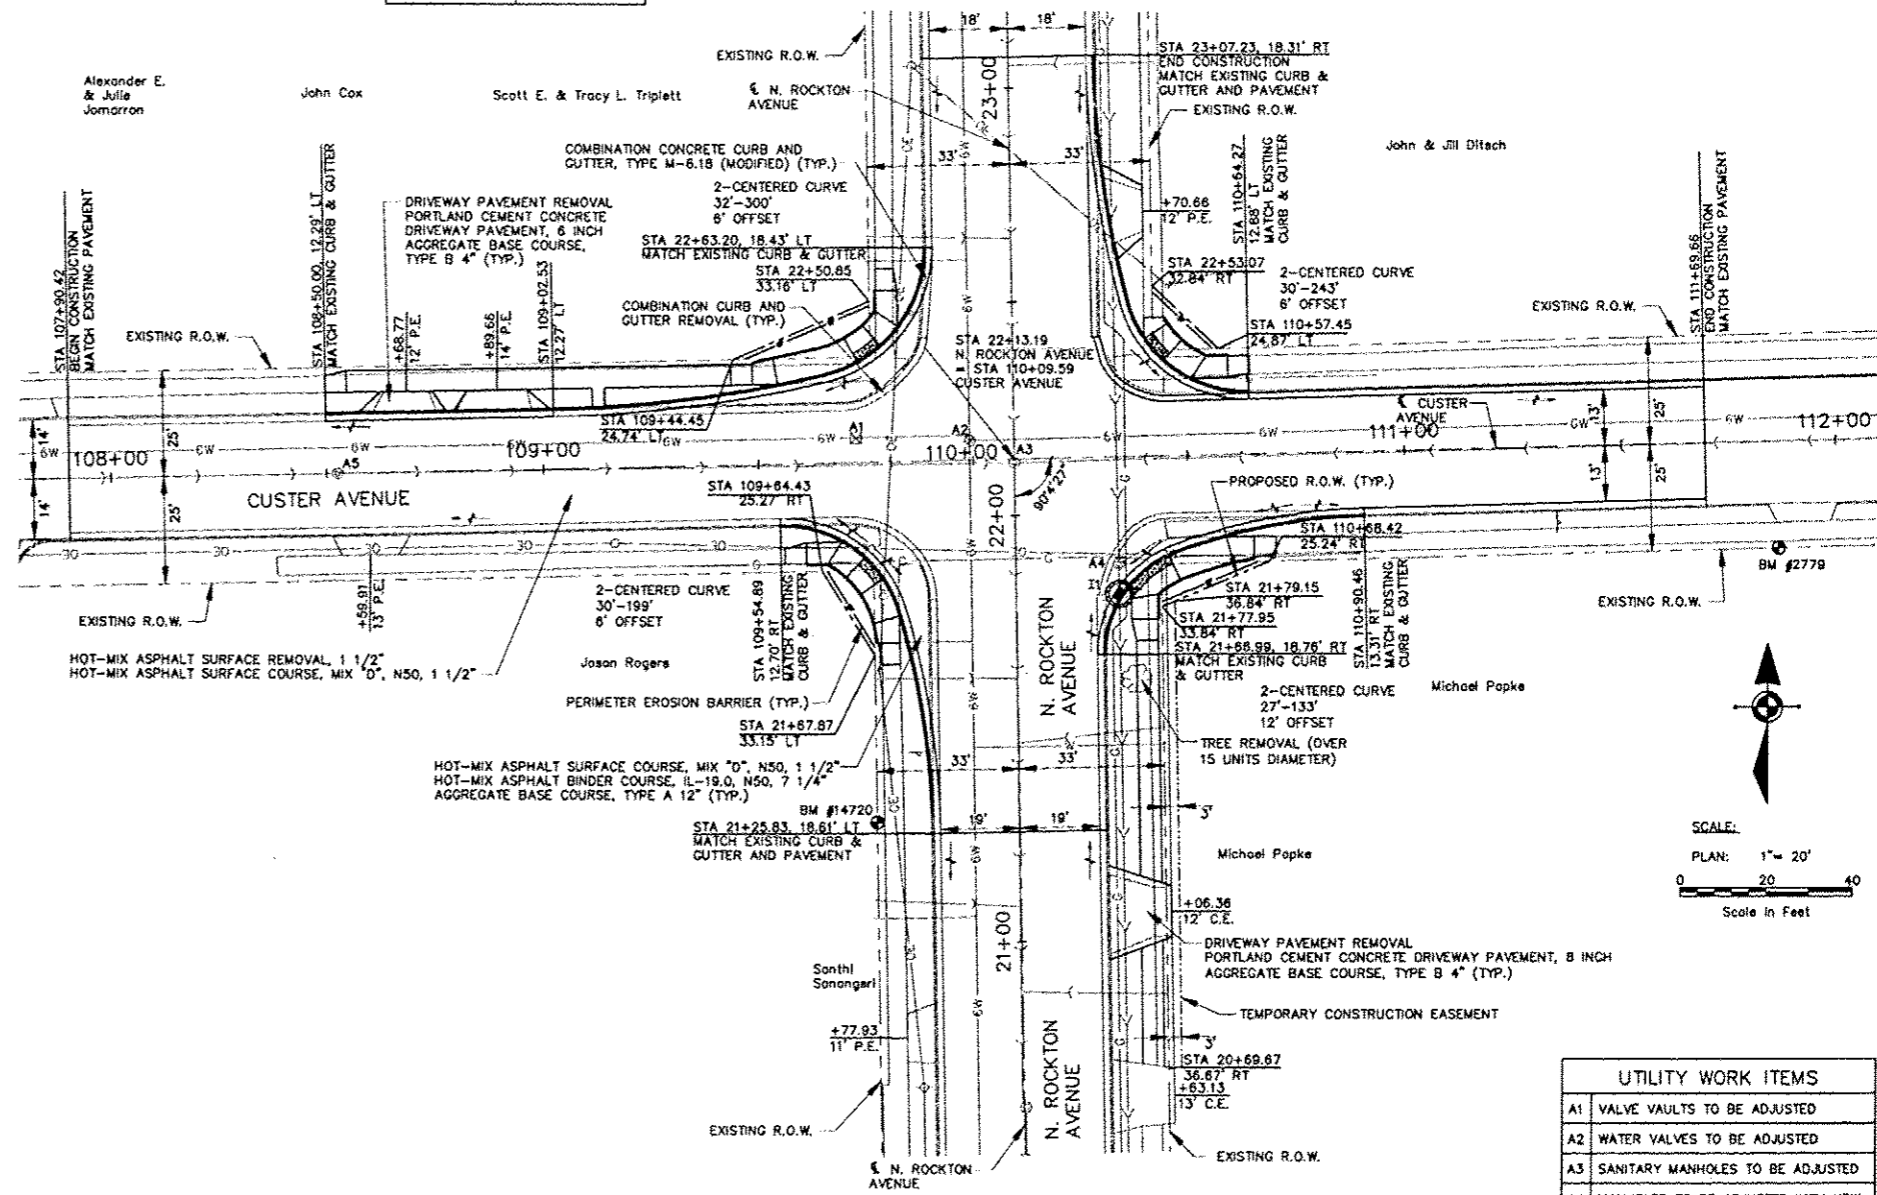 Alexander E.
& Julie
Jomarron
John Cox
Scott E. & Tracy L. Triplett
EXISTING R.O.W.
℄ N. ROCKTON
AVENUE
18'
18'
23+00
STA 23+07.23, 18.31' RT
END CONSTRUCTION
MATCH EXISTING CURB &
GUTTER AND PAVEMENT
EXISTING R.O.W.
John & Jill Ditsch
COMBINATION CONCRETE CURB AND
GUTTER, TYPE M-6.18 (MODIFIED) (TYP.)
33'
33'
2-CENTERED CURVE
32'-300'
6' OFFSET
STA 22+63.20, 18.43' LT
MATCH EXISTING CURB & GUTTER
STA 22+50.85
33.16' LT
COMBINATION CURB AND
GUTTER REMOVAL (TYP.)
DRIVEWAY PAVEMENT REMOVAL
PORTLAND CEMENT CONCRETE
DRIVEWAY PAVEMENT, 6 INCH
AGGREGATE BASE COURSE,
TYPE B 4" (TYP.)
STA 107+90.42
BEGIN CONSTRUCTION
MATCH EXISTING PAVEMENT
EXISTING R.O.W.
STA 108+50.00, 12.29' LT
MATCH EXISTING CURB & GUTTER
+68.77
12' P.E.
+89.66
14' P.E.
STA 109+02.53
12.27' LT
+70.66
12' P.E.
STA 110+64.27
12.68' LT
MATCH EXISTING
CURB & GUTTER
STA 22+53.07
32.84' RT
2-CENTERED CURVE
30'-243'
6' OFFSET
STA 110+57.45
24.87' LT
EXISTING R.O.W.
STA 111+69.66
END CONSTRUCTION
MATCH EXISTING PAVEMENT
STA 22+13.19
N. ROCKTON AVENUE
= STA 110+09.59
CUSTER AVENUE
STA 109+44.45
24.74' LT
14'
25'
6W
108+00
6W
A5
6W
109+00
6W
6W
A1
A2
110+00
A3
6W
6W
℄ CUSTER
AVENUE
111+00
13'
25'
6W
6W
112+00
14'
25'
CUSTER AVENUE
STA 109+64.43
25.27' RT
22+00
90°4'27"
PROPOSED R.O.W. (TYP.)
13'
25'
30
30
30
30
30
G
A4
I1
STA 110+68.42
25.24' RT
BM #2779
EXISTING R.O.W.
EXISTING R.O.W.
+59.91
13' P.E.
2-CENTERED CURVE
30'-199'
6' OFFSET
STA 109+54.89
12.70' RT
MATCH EXISTING
CURB & GUTTER
STA 21+79.15
36.84' RT
STA 21+77.95
33.84' RT
STA 21+68.99, 18.76' RT
MATCH EXISTING CURB
& GUTTER
STA 110+90.46
13.31' RT
MATCH EXISTING
CURB & GUTTER
HOT-MIX ASPHALT SURFACE REMOVAL, 1 1/2"
HOT-MIX ASPHALT SURFACE COURSE, MIX "D", N50, 1 1/2"
Jason Rogers
PERIMETER EROSION BARRIER (TYP.)
STA 21+67.87
33.15' LT
N. ROCKTON
AVENUE
2-CENTERED CURVE
27'-133'
12' OFFSET
Michael Papke
TREE REMOVAL (OVER
15 UNITS DIAMETER)
HOT-MIX ASPHALT SURFACE COURSE, MIX "D", N50, 1 1/2"
HOT-MIX ASPHALT BINDER COURSE, IL-19.0, N50, 7 1/4"
AGGREGATE BASE COURSE, TYPE A 12" (TYP.)
33'
33'
BM #14720
STA 21+25.83, 18.61' LT
MATCH EXISTING CURB &
GUTTER AND PAVEMENT
19'
19'
Michael Papke
SCALE:
PLAN: 1"= 20'
0 20 40
Scale In Feet
21+00
+06.36
12' C.E.
DRIVEWAY PAVEMENT REMOVAL
PORTLAND CEMENT CONCRETE DRIVEWAY PAVEMENT, 8 INCH
AGGREGATE BASE COURSE, TYPE B 4" (TYP.)
Santhi
TEMPORARY CONSTRUCTION EASEMENT
+77.93
11' P.E.
3'
STA 20+69.67
36.67' RT
+63.13
13' C.E.
N. ROCKTON
AVENUE
EXISTING R.O.W.
℄ N. ROCKTON
AVENUE
EXISTING R.O.W.
UTILITY WORK ITEMS
A1 VALVE VAULTS TO BE ADJUSTED
A2 WATER VALVES TO BE ADJUSTED
A3 SANITARY MANHOLES TO BE ADJUSTED